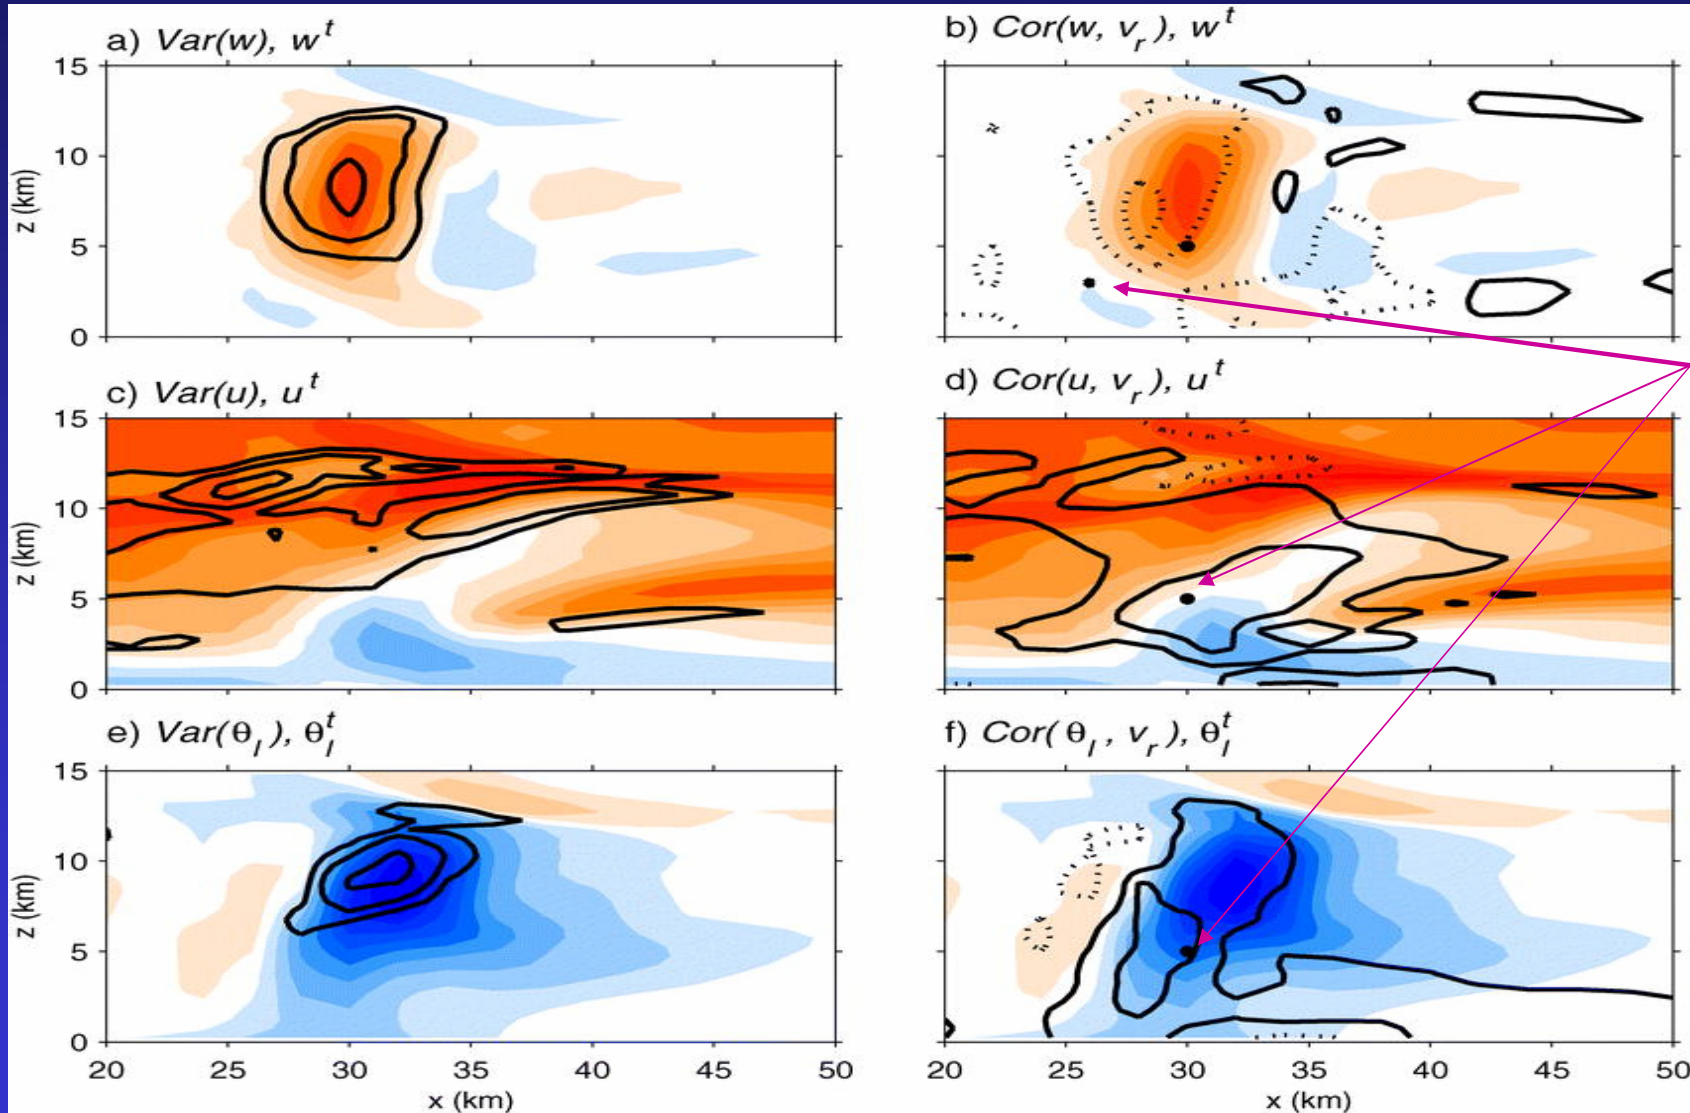 a) Var(w), w^t
b) Cor(w, v_r), w^t
15
10
5
0
z (km)
c) Var(u), u^t
d) Cor(u, v_r), u^t
15
10
5
0
z (km)
e) Var(θ_l), θ_l^t
f) Cor(θ_l, v_r), θ_l^t
15
10
5
0
z (km)
20 25 30 35 40 45 50
20 25 30 35 40 45 50
x (km)
x (km)